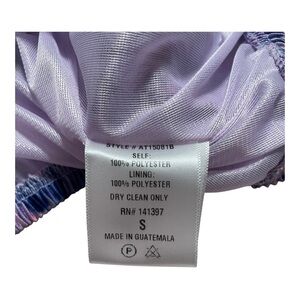 STYLE # AT15081B
SELF:
100% POLYESTER
LINING:
100% POLYESTER
DRY CLEAN ONLY
RN# 141397
S
MADE IN GUATEMALA
P